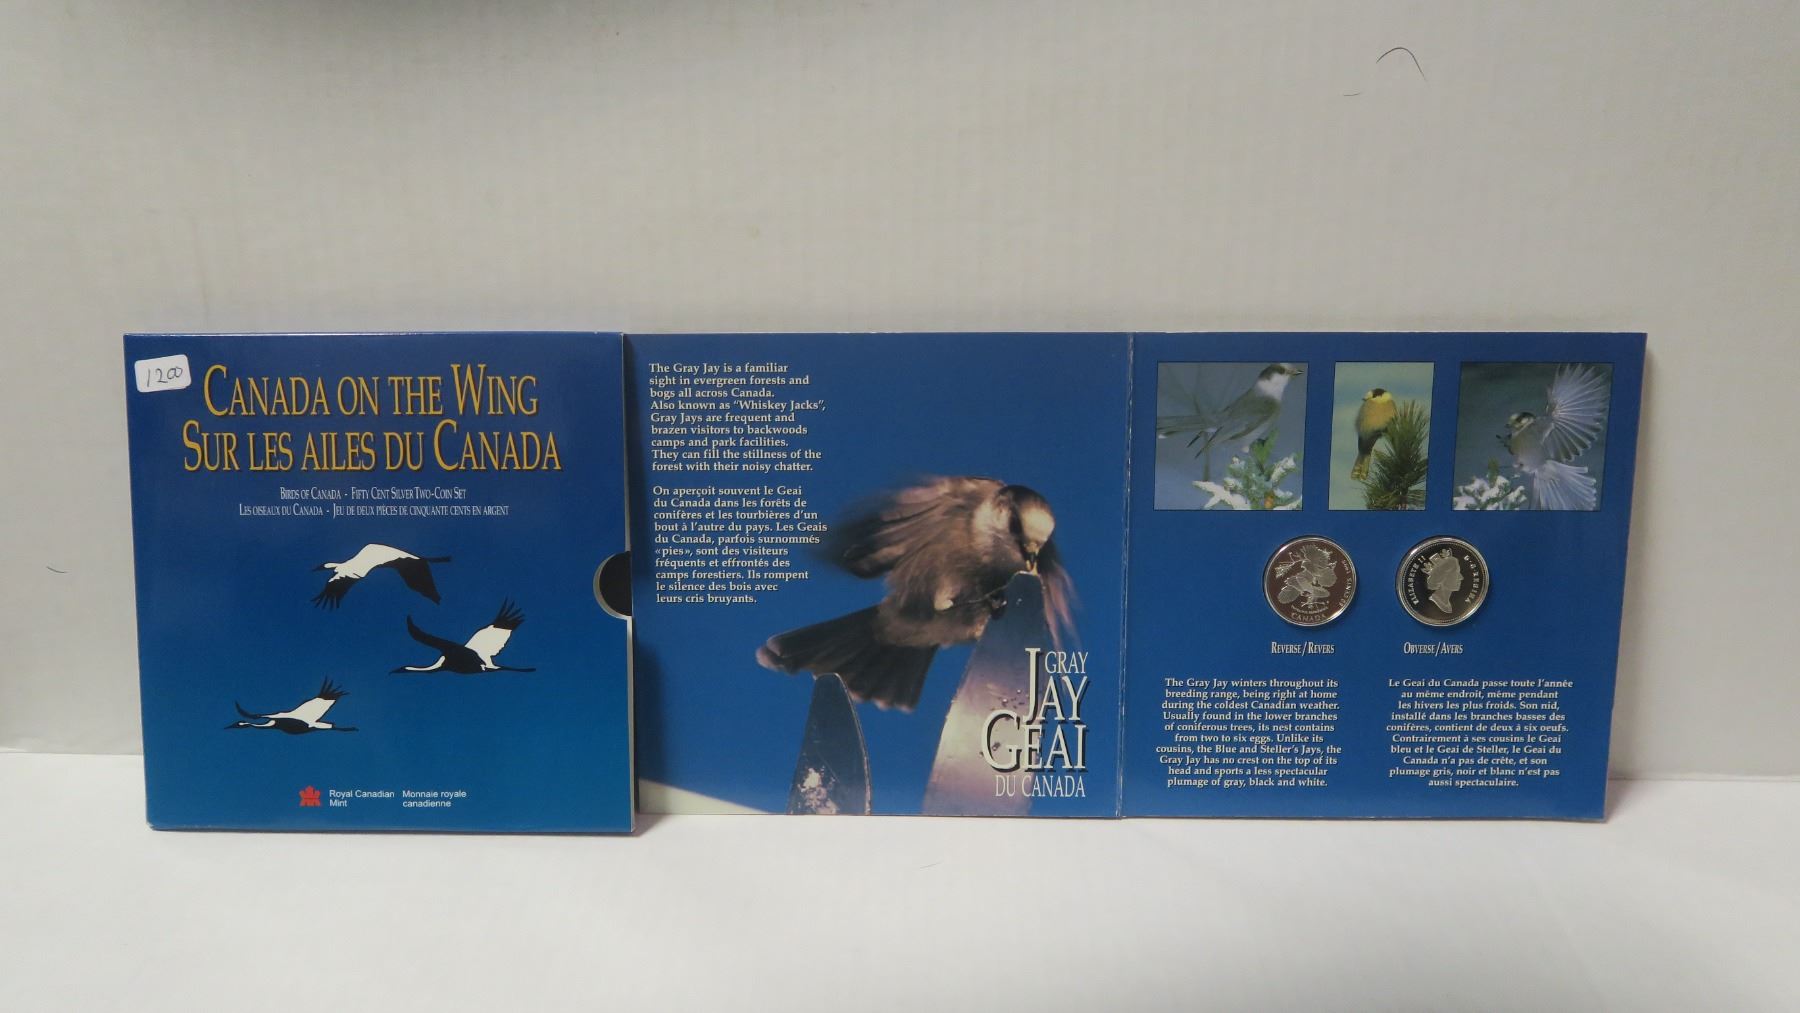 1200
CANADA ON THE WING
SUR LES AILES DU CANADA
BIRDS OF CANADA - FIFTY CENT SILVER TWO-COIN SET
LES OISEAUX DU CANADA - JEU DE DEUX PIÈCES DE CINQUANTE CENTS EN ARGENT
Royal Canadian Mint
Monnaie royale canadienne
The Gray Jay is a familiar
sight in evergreen forests and
bogs all across Canada.
Also known as "Whiskey Jacks",
Gray Jays are frequent and
brazen visitors to backwoods
camps and park facilities.
They can fill the stillness of the
forest with their noisy chatter.
On aperçoit souvent le Geai
du Canada dans les forêts de
conifères et les tourbières d'un
bout à l'autre du pays. Les Geais
du Canada, parfois surnommés
«pies», sont des visiteurs
fréquents et effrontés des
camps forestiers. Ils rompent
le silence des bois avec
leurs cris bruyants.
GRAY
JAY
GEAI
DU CANADA
CANADA
ELIZABETH II D·G·REGINA
REVERSE/REVERS
OBVERSE/AVERS
The Gray Jay winters throughout its
breeding range, being right at home
during the coldest Canadian weather.
Usually found in the lower branches
of coniferous trees, its nest contains
from two to six eggs. Unlike its
cousins, the Blue and Steller's Jays, the
Gray Jay has no crest on the top of its
head and sports a less spectacular
plumage of gray, black and white.
Le Geai du Canada passe toute l'année
au même endroit, même pendant
les hivers les plus froids. Son nid,
installé dans les branches basses des
conifères, contient de deux à six oeufs.
Contrairement à ses cousins le Geai
bleu et le Geai de Steller, le Geai du
Canada n'a pas de crête, et son
plumage gris, noir et blanc n'est pas
aussi spectaculaire.